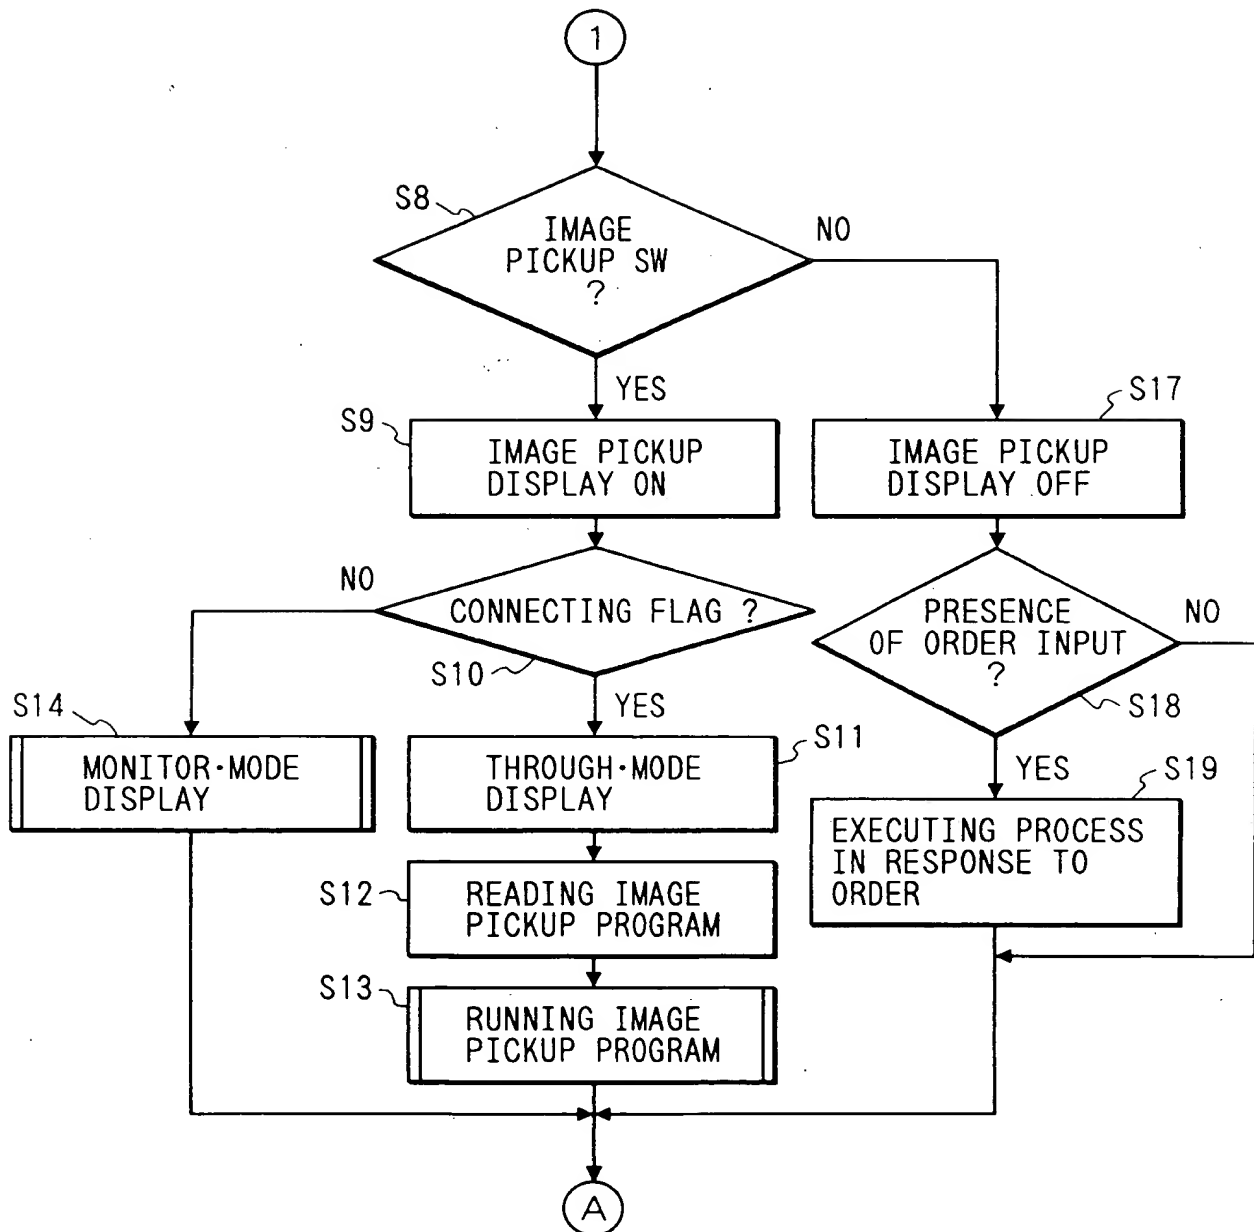 1
S8
IMAGE
PICKUP SW
?
NO
YES
S9
IMAGE PICKUP
DISPLAY ON
S17
IMAGE PICKUP
DISPLAY OFF
NO
CONNECTING FLAG ?
S10
YES
PRESENCE
OF ORDER INPUT
?
NO
S18
YES
S14
MONITOR·MODE
DISPLAY
S11
THROUGH·MODE
DISPLAY
S19
EXECUTING PROCESS
IN RESPONSE TO
ORDER
S12
READING IMAGE
PICKUP PROGRAM
S13
RUNNING IMAGE
PICKUP PROGRAM
A